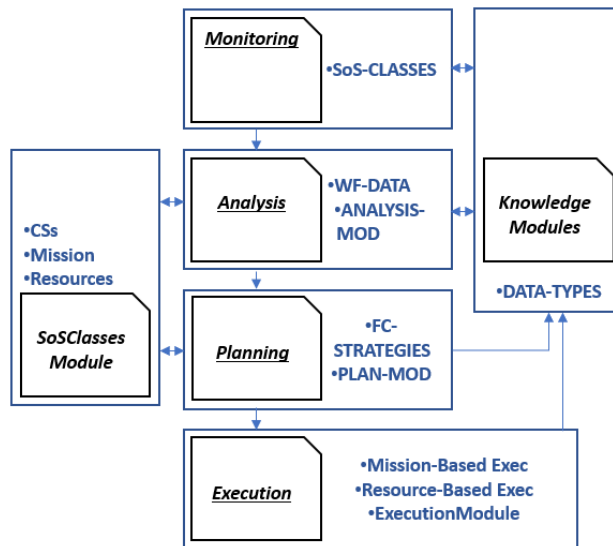 Monitoring
•SoS-CLASSES
Analysis
•WF-DATA
•ANALYSIS-
MOD
Knowledge
Modules
•DATA-TYPES
•CSs
•Mission
•Resources
SoSClasses
Module
Planning
•FC-
STRATEGIES
•PLAN-MOD
Execution
•Mission-Based Exec
•Resource-Based Exec
•ExecutionModule